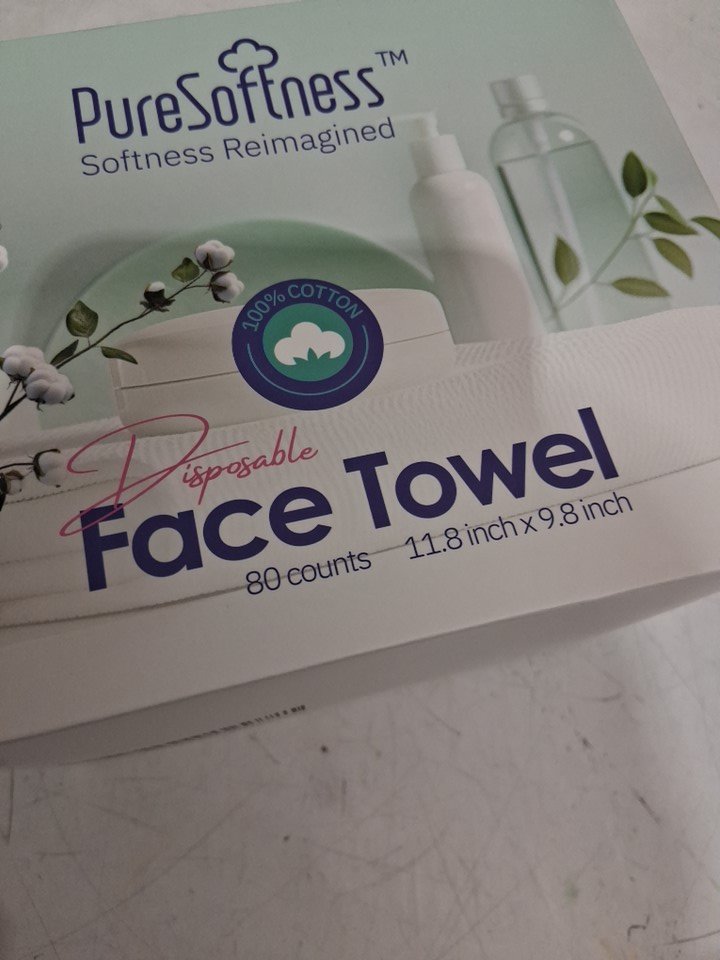 PureSoftness™
Softness Reimagined
100% COTTON
Disposable
Face Towel
80 counts 11.8 inch x 9.8 inch